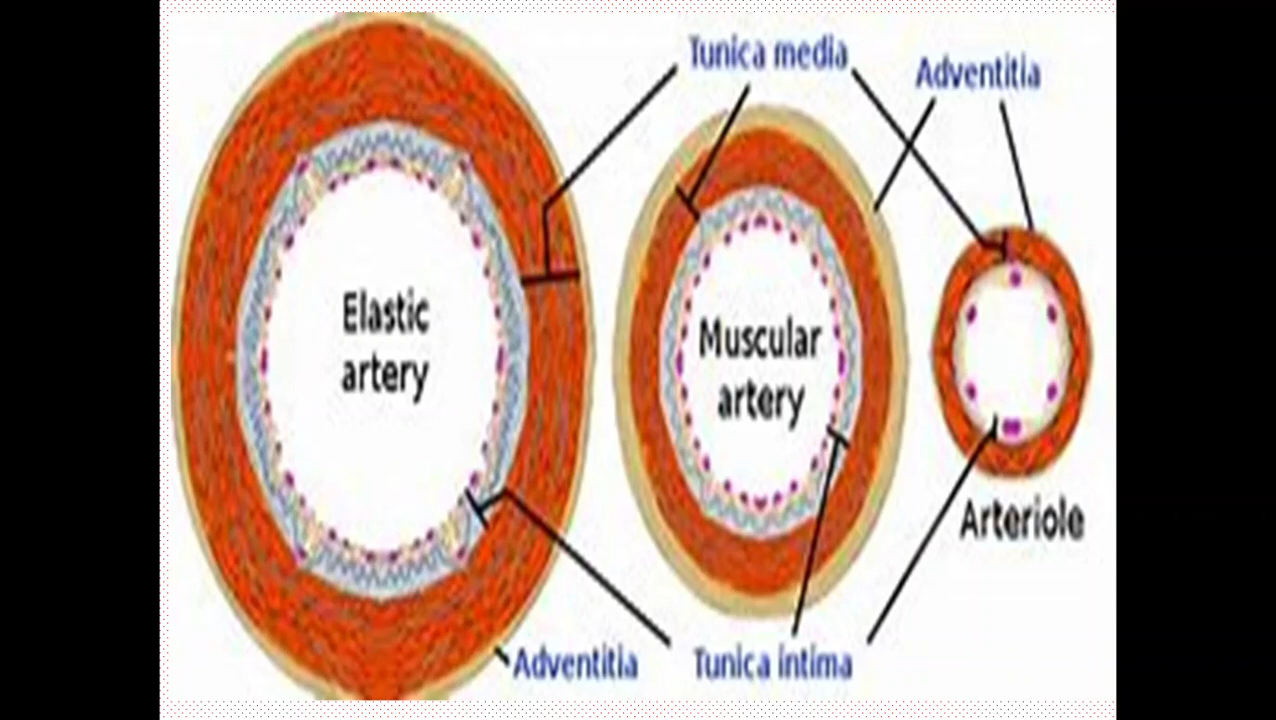 Tunica media
Adventitia
Elastic
artery
Muscular
artery
Arteriole
Adventitia
Tunica intima